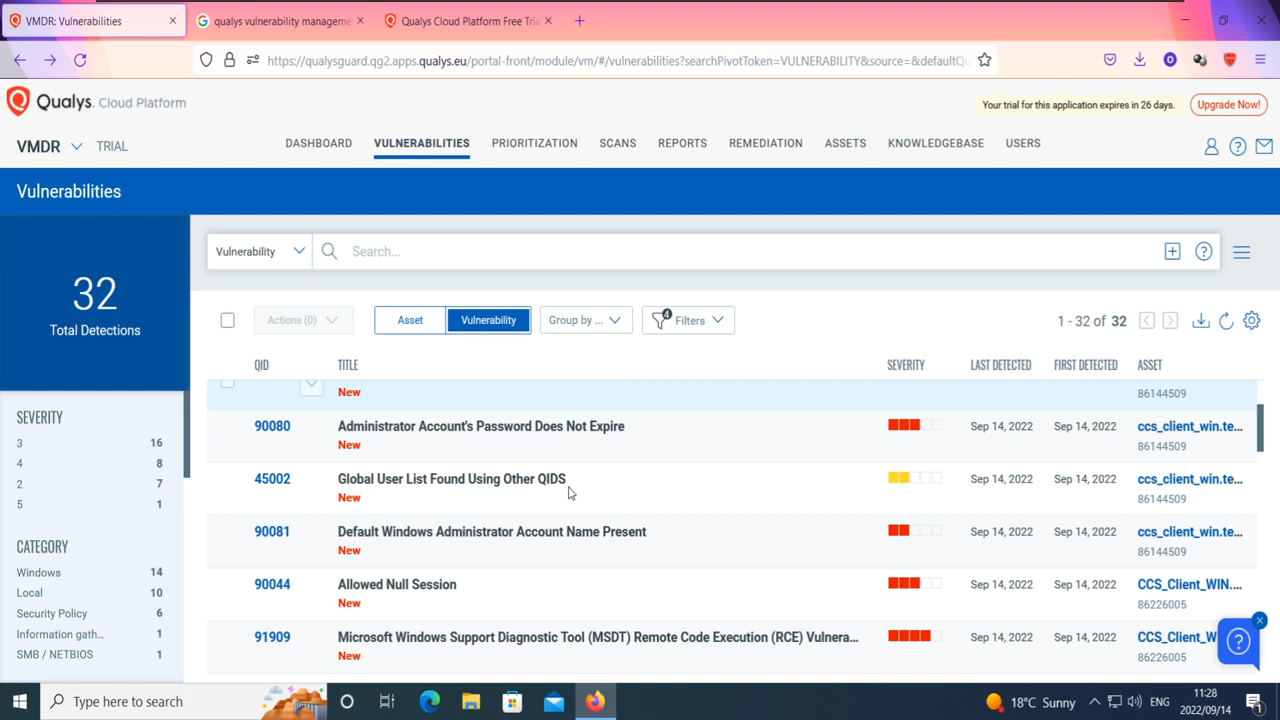 VMDR: Vulnerabilities
qualys vulnerability manageme
Qualys Cloud Platform Free Tria
https://qualysguard.qg2.apps.qualys.eu/portal-front/module/vm/#/vulnerabilities?searchPivotToken=VULNERABILITY&source=&defaultQu
Qualys. Cloud Platform
Your trial for this application expires in 26 days.
Upgrade Now!
VMDR TRIAL
DASHBOARD VULNERABILITIES PRIORITIZATION SCANS REPORTS REMEDIATION ASSETS KNOWLEDGEBASE USERS
Vulnerabilities
32
Total Detections
Vulnerability Search...
Actions (0) Asset Vulnerability Group by ... 4 Filters 1 - 32 of 32
QID TITLE SEVERITY LAST DETECTED FIRST DETECTED ASSET
New 86144509
90080 Administrator Account's Password Does Not Expire Sep 14, 2022 Sep 14, 2022 ccs_client_win.te...
New 86144509
45002 Global User List Found Using Other QIDS Sep 14, 2022 Sep 14, 2022 ccs_client_win.te...
New 86144509
90081 Default Windows Administrator Account Name Present Sep 14, 2022 Sep 14, 2022 ccs_client_win.te...
New 86144509
90044 Allowed Null Session Sep 14, 2022 Sep 14, 2022 CCS_Client_WIN....
New 86226005
91909 Microsoft Windows Support Diagnostic Tool (MSDT) Remote Code Execution (RCE) Vulnera... Sep 14, 2022 Sep 14, 2022 CCS_Client_W
New 86226005
SEVERITY
3 16
4 8
2 7
5 1
CATEGORY
Windows 14
Local 10
Security Policy 6
Information gath... 1
SMB / NETBIOS 1
Type here to search
18°C Sunny
ENG
11:28
2022/09/14
1